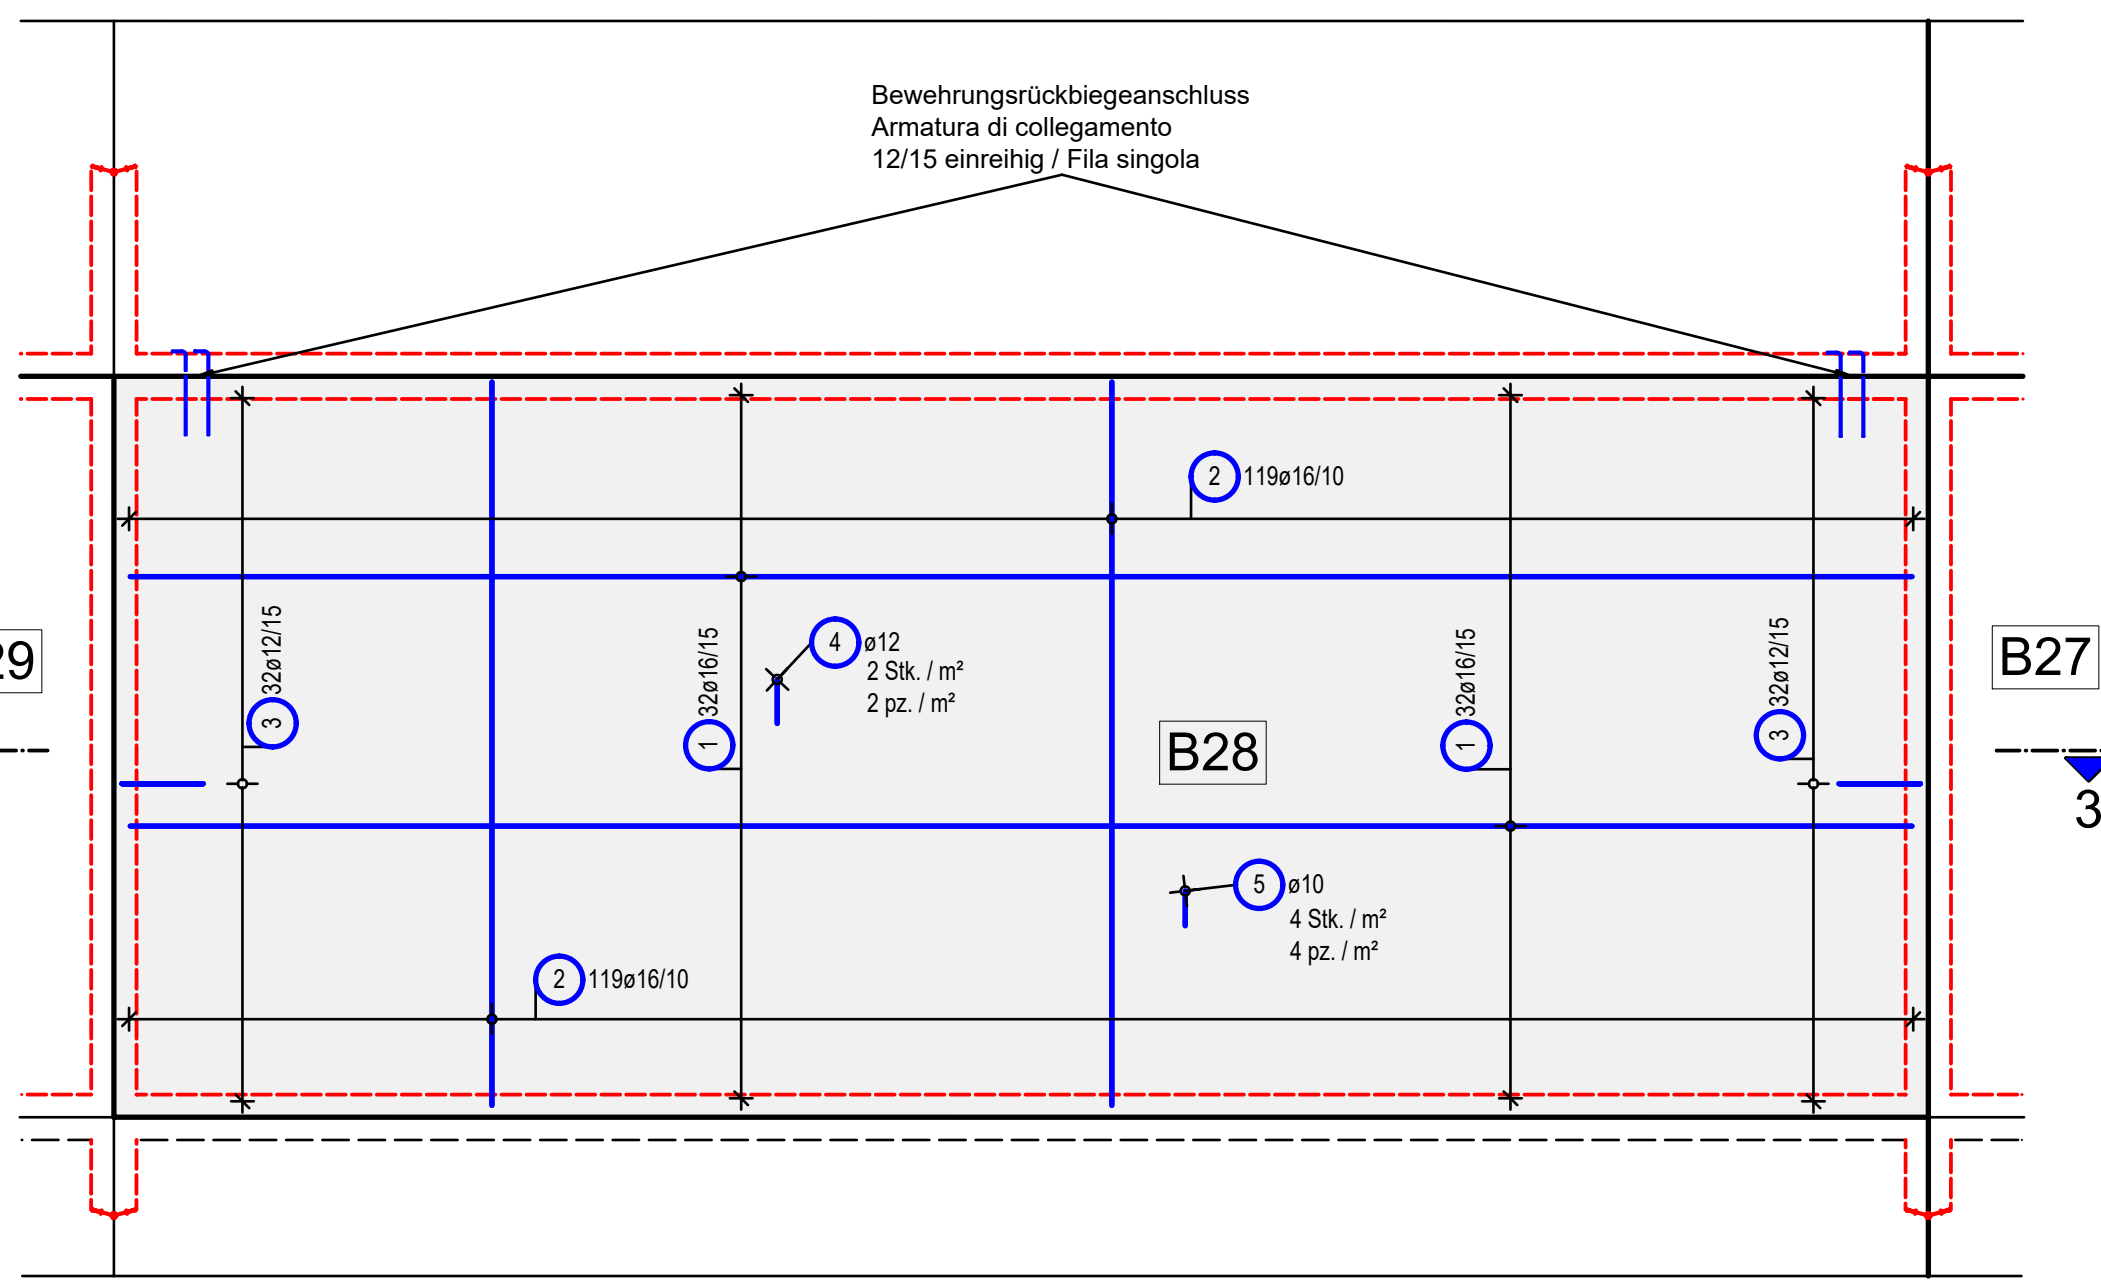 Bewehrungsrückbiegeanschluss
Armatura di collegamento
12/15 einreihig / Fila singola
2 119ø16/10
3 32ø12/15
1 32ø16/15
4 ø12
2 Stk. / m²
2 pz. / m²
1 32ø16/15
3 32ø12/15
29
B27
B28
3
5 ø10
4 Stk. / m²
4 pz. / m²
2 119ø16/10